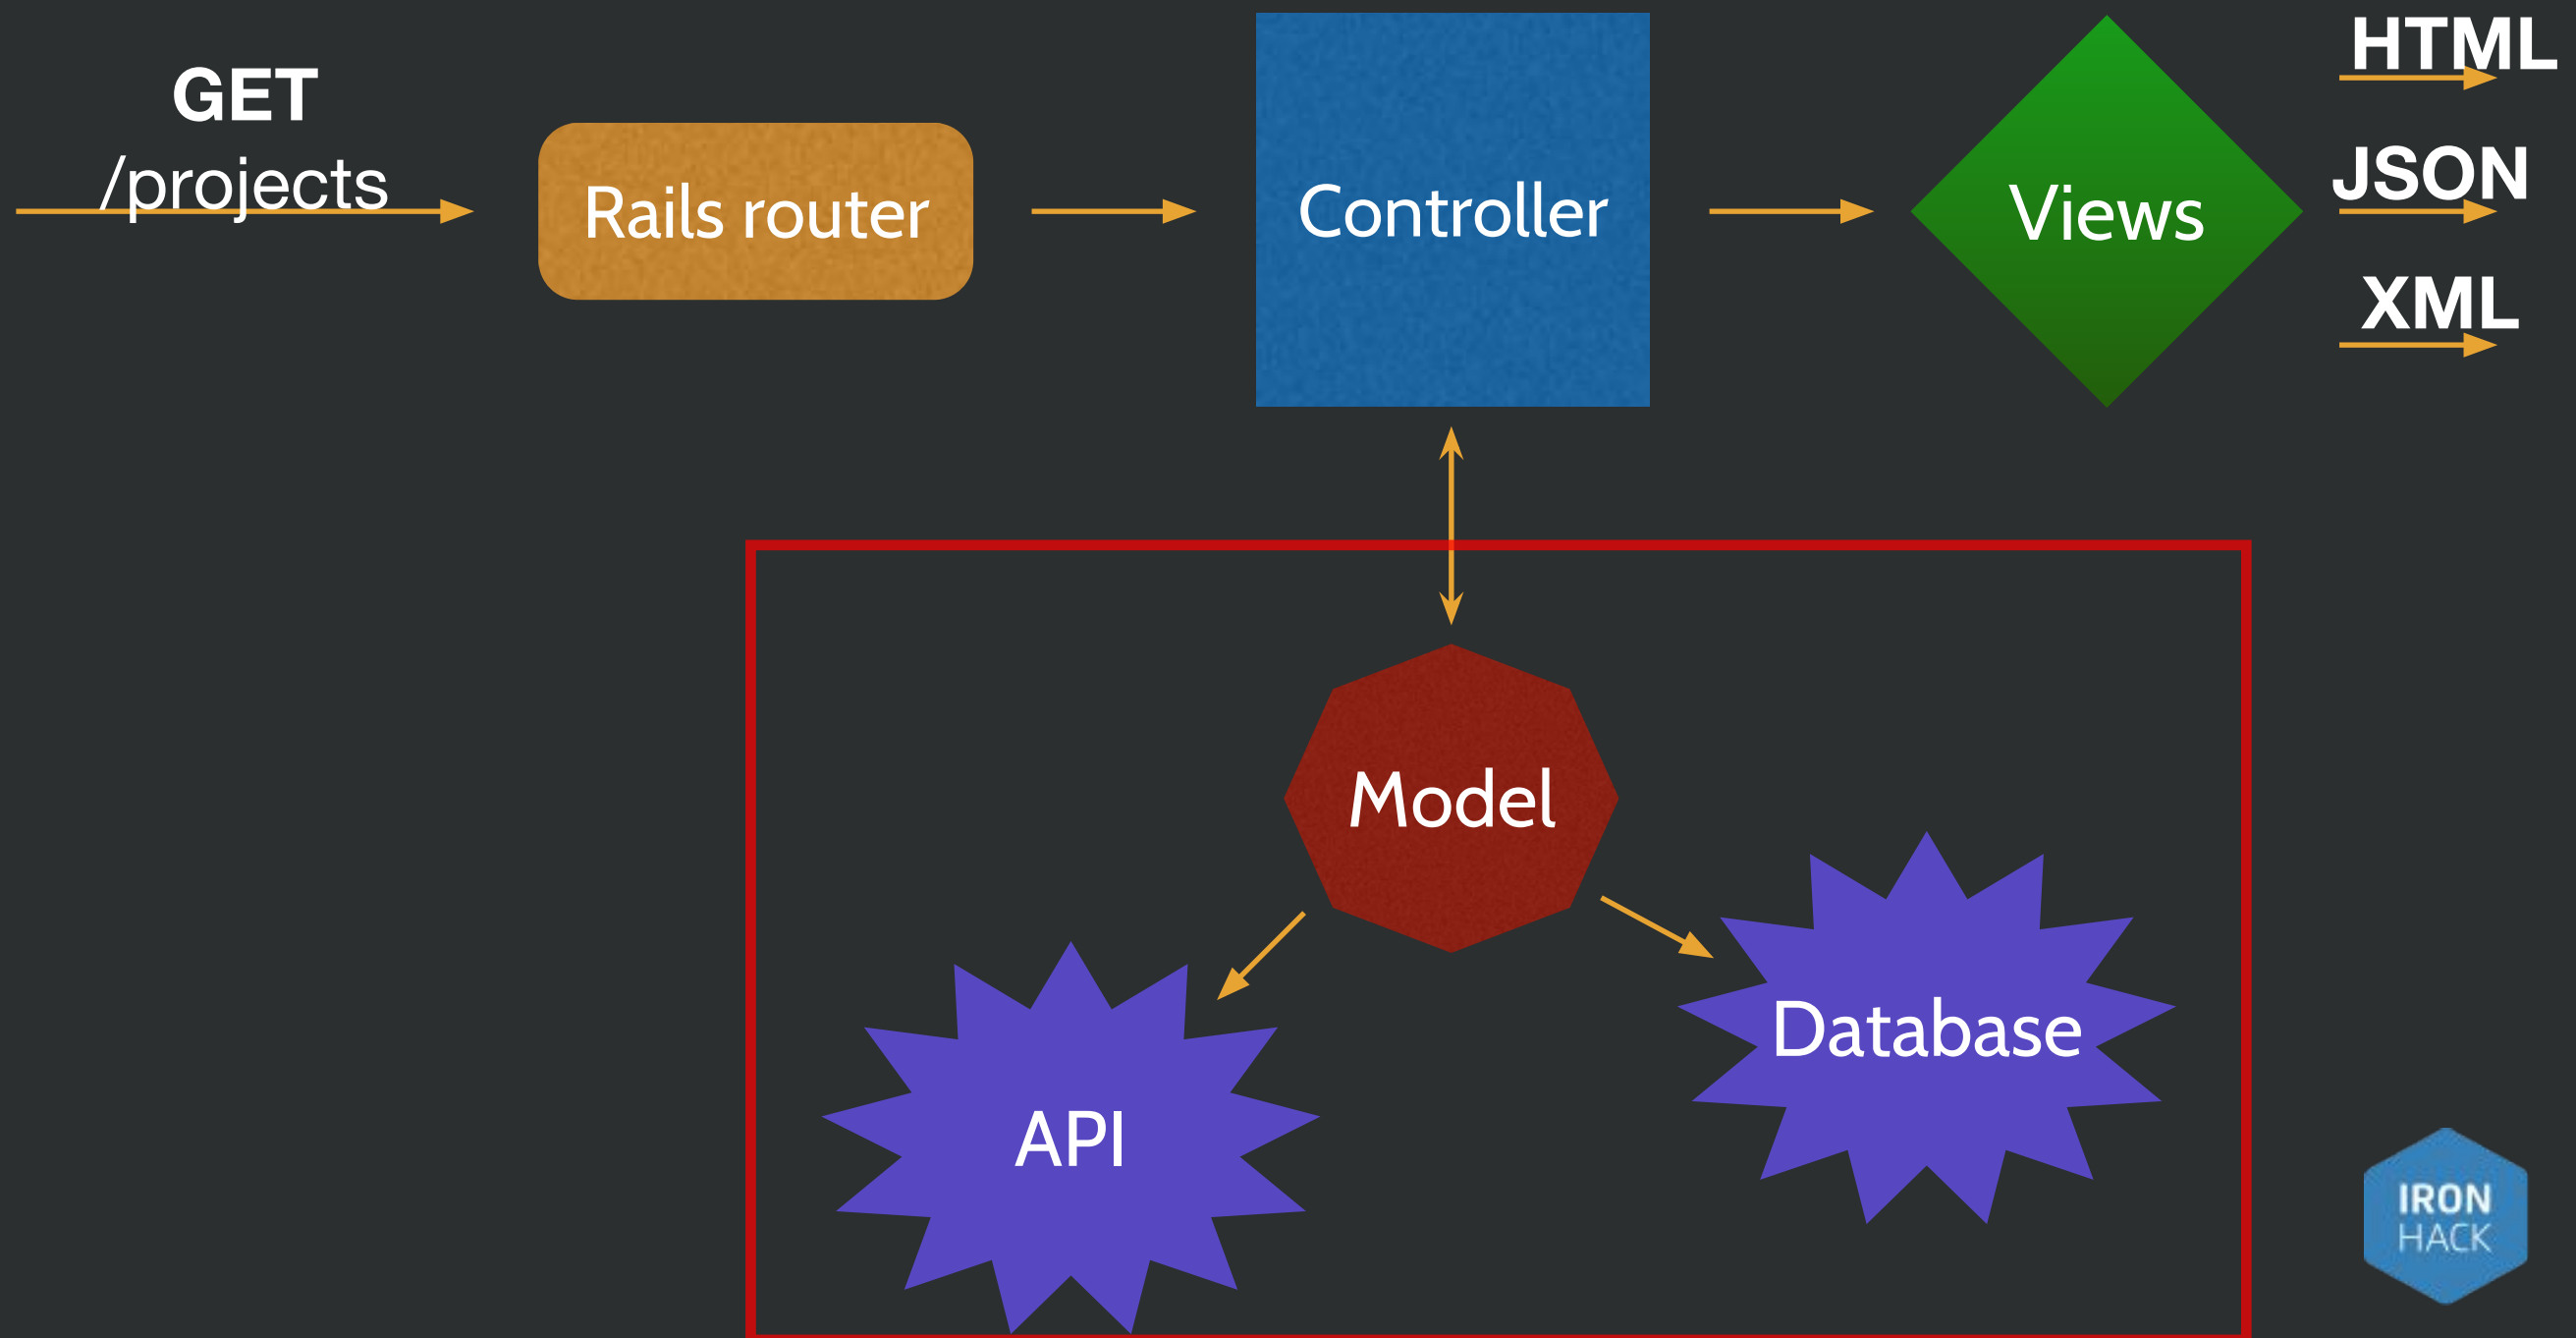 GET
/projects
Rails router
Controller
Views
HTML
JSON
XML
Model
API
Database
IRON
HACK